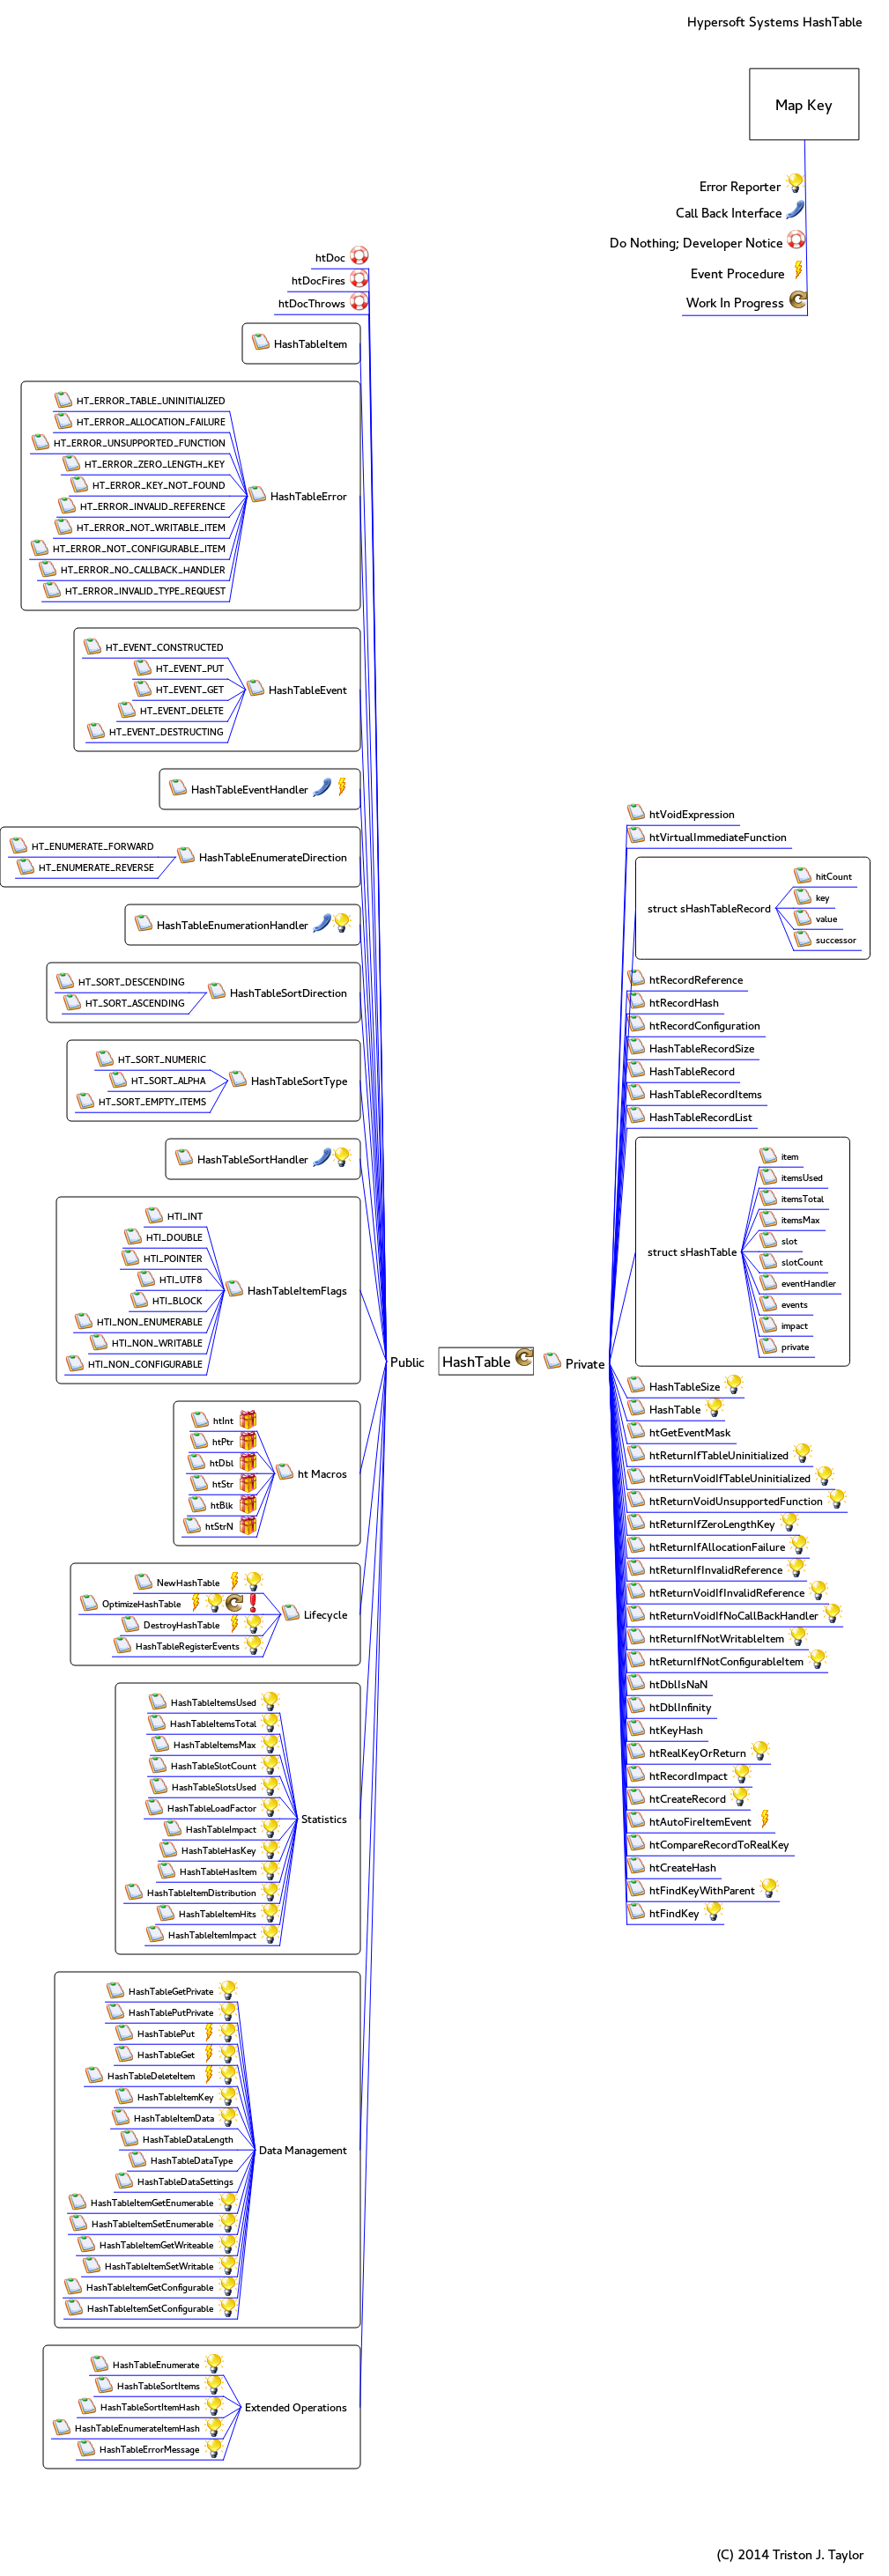 Hypersoft Systems HashTable
Map Key
Error Reporter
Call Back Interface
Do Nothing; Developer Notice
Event Procedure
Work In Progress
htDoc
htDocFires
htDocThrows
HashTableItem
HT_ERROR_TABLE_UNINITIALIZED
HT_ERROR_ALLOCATION_FAILURE
HT_ERROR_UNSUPPORTED_FUNCTION
HT_ERROR_ZERO_LENGTH_KEY
HT_ERROR_KEY_NOT_FOUND
HT_ERROR_INVALID_REFERENCE
HT_ERROR_NOT_WRITABLE_ITEM
HT_ERROR_NOT_CONFIGURABLE_ITEM
HT_ERROR_NO_CALLBACK_HANDLER
HT_ERROR_INVALID_TYPE_REQUEST
HashTableError
HT_EVENT_CONSTRUCTED
HT_EVENT_PUT
HT_EVENT_GET
HT_EVENT_DELETE
HT_EVENT_DESTRUCTING
HashTableEvent
HashTableEventHandler
HT_ENUMERATE_FORWARD
HT_ENUMERATE_REVERSE
HashTableEnumerateDirection
HashTableEnumerationHandler
HT_SORT_DESCENDING
HT_SORT_ASCENDING
HashTableSortDirection
HT_SORT_NUMERIC
HT_SORT_ALPHA
HT_SORT_EMPTY_ITEMS
HashTableSortType
HashTableSortHandler
HTI_INT
HTI_DOUBLE
HTI_POINTER
HTI_UTF8
HTI_BLOCK
HTI_NON_ENUMERABLE
HTI_NON_WRITABLE
HTI_NON_CONFIGURABLE
HashTableItemFlags
htInt
htPtr
htDbl
htStr
htBlk
htStrN
ht Macros
NewHashTable
OptimizeHashTable
DestroyHashTable
HashTableRegisterEvents
Lifecycle
HashTableItemsUsed
HashTableItemsTotal
HashTableItemsMax
HashTableSlotCount
HashTableSlotsUsed
HashTableLoadFactor
HashTableImpact
HashTableHasKey
HashTableHasItem
HashTableItemDistribution
HashTableItemHits
HashTableItemImpact
Statistics
HashTableGetPrivate
HashTablePutPrivate
HashTablePut
HashTableGet
HashTableDeleteItem
HashTableItemKey
HashTableItemData
HashTableDataLength
HashTableDataType
HashTableDataSettings
HashTableItemGetEnumerable
HashTableItemSetEnumerable
HashTableItemGetWriteable
HashTableItemSetWritable
HashTableItemGetConfigurable
HashTableItemSetConfigurable
Data Management
HashTableEnumerate
HashTableSortItems
HashTableSortItemHash
HashTableEnumerateItemHash
HashTableErrorMessage
Extended Operations
Public
HashTable
Private
htVoidExpression
htVirtualImmediateFunction
struct sHashTableRecord
hitCount
key
value
successor
htRecordReference
htRecordHash
htRecordConfiguration
HashTableRecordSize
HashTableRecord
HashTableRecordItems
HashTableRecordList
struct sHashTable
item
itemsUsed
itemsTotal
itemsMax
slot
slotCount
eventHandler
events
impact
private
HashTableSize
HashTable
htGetEventMask
htReturnIfTableUninitialized
htReturnVoidIfTableUninitialized
htReturnVoidUnsupportedFunction
htReturnIfZeroLengthKey
htReturnIfAllocationFailure
htReturnIfInvalidReference
htReturnVoidIfInvalidReference
htReturnVoidIfNoCallBackHandler
htReturnIfNotWritableItem
htReturnIfNotConfigurableItem
htDblIsNaN
htDblInfinity
htKeyHash
htRealKeyOrReturn
htRecordImpact
htCreateRecord
htAutoFireItemEvent
htCompareRecordToRealKey
htCreateHash
htFindKeyWithParent
htFindKey
(C) 2014 Triston J. Taylor